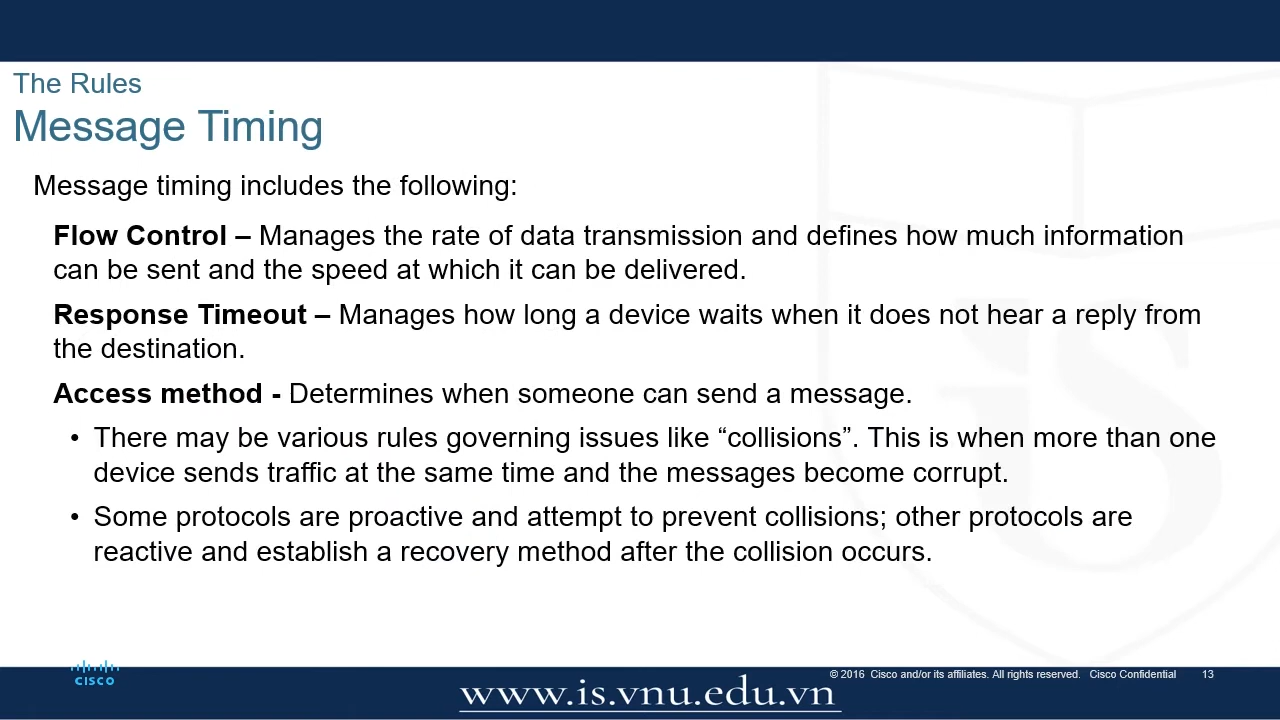 The Rules
Message Timing
Message timing includes the following:
Flow Control – Manages the rate of data transmission and defines how much information
can be sent and the speed at which it can be delivered.
Response Timeout – Manages how long a device waits when it does not hear a reply from
the destination.
Access method - Determines when someone can send a message.
• There may be various rules governing issues like “collisions”. This is when more than one
device sends traffic at the same time and the messages become corrupt.
• Some protocols are proactive and attempt to prevent collisions; other protocols are
reactive and establish a recovery method after the collision occurs.
iS
CISCO
© 2016 Cisco and/or its affiliates. All rights reserved. Cisco Confidential 13
www.is.vnu.edu.vn